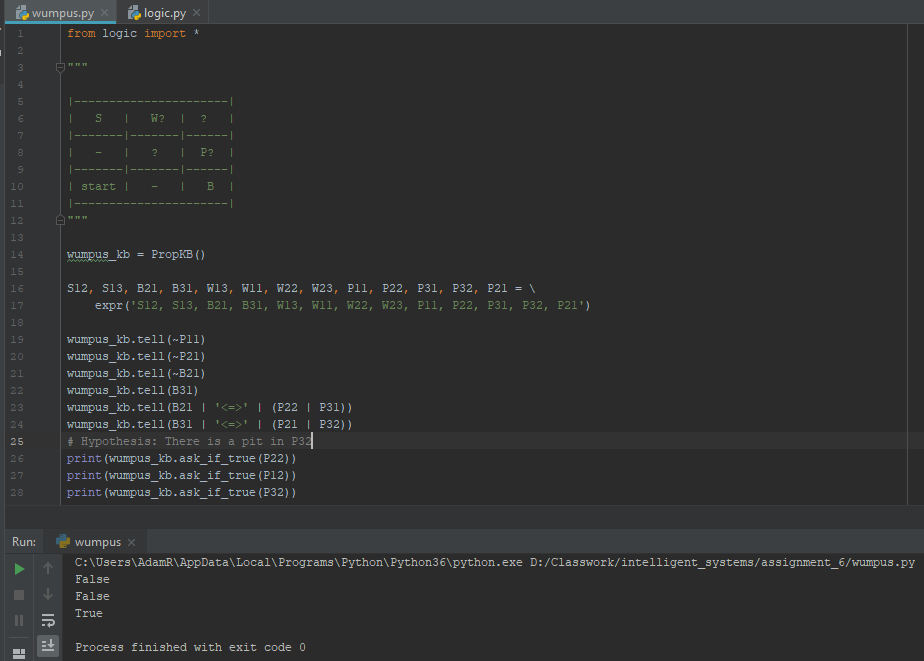 wumpus.py × logic.py ×
1 from logic import *
2
3 """
4
5 |----------------------|
6 |   S   |   W?  |  ?   |
7 |-------|-------|------|
8 |   -   |   ?   |  P?  |
9 |-------|-------|------|
10 | start |   -   |   B  |
11 |----------------------|
12 """
13
14 wumpus_kb = PropKB()
15
16 S12, S13, B21, B31, W13, W11, W22, W23, P11, P22, P31, P32, P21 = \
17     expr('S12, S13, B21, B31, W13, W11, W22, W23, P11, P22, P31, P32, P21')
18
19 wumpus_kb.tell(~P11)
20 wumpus_kb.tell(~P21)
21 wumpus_kb.tell(~B21)
22 wumpus_kb.tell(B31)
23 wumpus_kb.tell(B21 | '<=>' | (P22 | P31))
24 wumpus_kb.tell(B31 | '<=>' | (P21 | P32))
25 # Hypothesis: There is a pit in P32
26 print(wumpus_kb.ask_if_true(P22))
27 print(wumpus_kb.ask_if_true(P12))
28 print(wumpus_kb.ask_if_true(P32))
Run: wumpus ×
C:\Users\AdamR\AppData\Local\Programs\Python\Python36\python.exe D:/Classwork/intelligent_systems/assignment_6/wumpus.py
False
False
True
Process finished with exit code 0